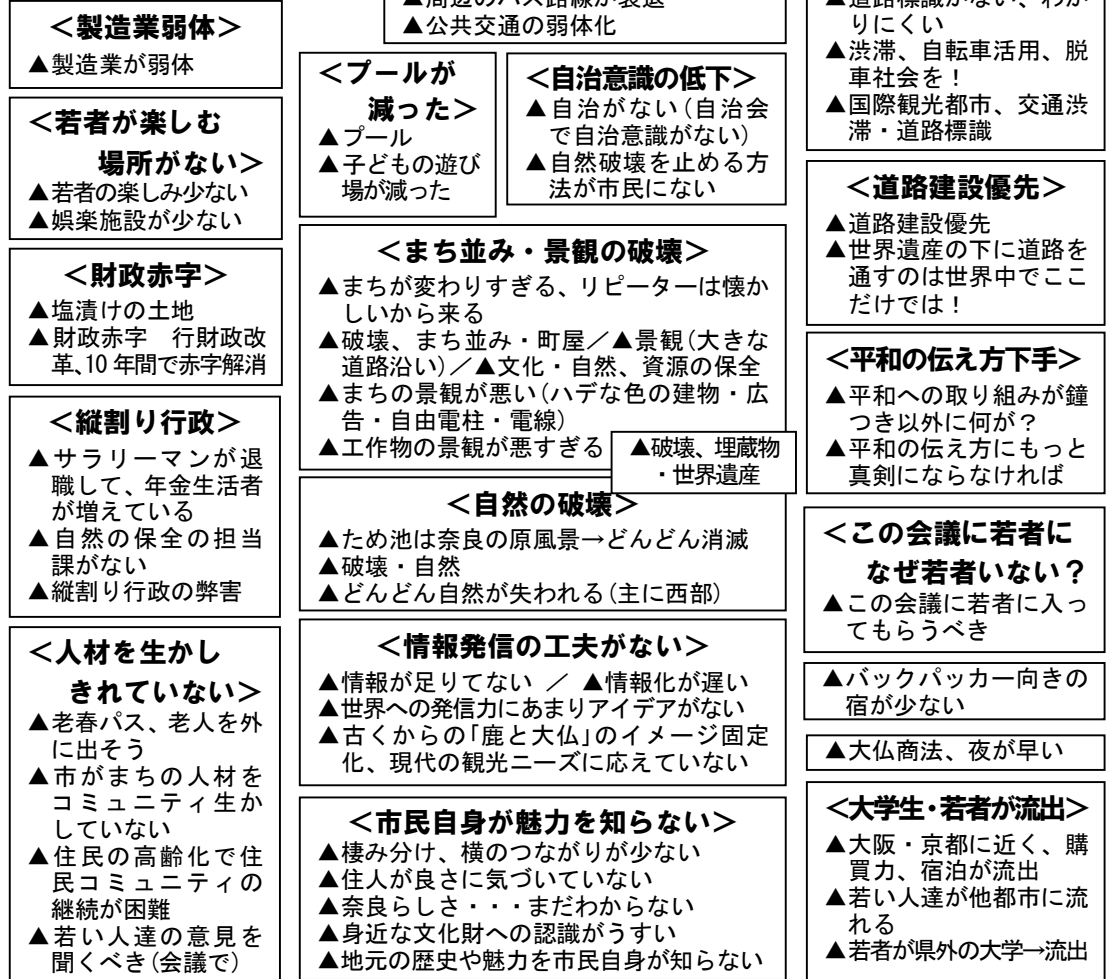 ＜製造業弱体＞
▲製造業が弱体
＜若者が楽しむ
場所がない＞
▲若者の楽しみ少ない
▲娯楽施設が少ない
＜財政赤字＞
▲塩漬けの土地
▲財政赤字　行財政改
革、10年間で赤字解消
＜縦割り行政＞
▲サラリーマンが退
職して、年金生活者
が増えている
▲自然の保全の担当
課がない
▲縦割り行政の弊害
＜人材を生かし
きれていない＞
▲老春パス、老人を外
に出そう
▲市がまちの人材を
コミュニティ生か
していない
▲住民の高齢化で住
民コミュニティの
継続が困難
▲若い人達の意見を
聞くべき(会議で)
▲周辺のバス路線が衰退
▲公共交通の弱体化
＜プールが
減った＞
▲プール
▲子どもの遊び
場が減った
＜自治意識の低下＞
▲自治がない(自治会
で自治意識がない)
▲自然破壊を止める方
法が市民にない
＜まち並み・景観の破壊＞
▲まちが変わりすぎる、リピーターは懐か
しいから来る
▲破壊、まち並み・町屋／▲景観(大きな
道路沿い)／▲文化・自然、資源の保全
▲まちの景観が悪い(ハデな色の建物・広
告・自由電柱・電線)
▲工作物の景観が悪すぎる
▲破壊、埋蔵物
・世界遺産
＜自然の破壊＞
▲ため池は奈良の原風景→どんどん消滅
▲破壊・自然
▲どんどん自然が失われる(主に西部)
＜情報発信の工夫がない＞
▲情報が足りてない　／　▲情報化が遅い
▲世界への発信力にあまりアイデアがない
▲古くからの｢鹿と大仏｣のイメージ固定
化、現代の観光ニーズに応えていない
＜市民自身が魅力を知らない＞
▲棲み分け、横のつながりが少ない
▲住人が良さに気づいていない
▲奈良らしさ・・・まだわからない
▲身近な文化財への認識がうすい
▲地元の歴史や魅力を市民自身が知らない
▲道路標識がない、わか
りにくい
▲渋滞、自転車活用、脱
車社会を！
▲国際観光都市、交通渋
滞・道路標識
＜道路建設優先＞
▲道路建設優先
▲世界遺産の下に道路を
通すのは世界中でここ
だけでは！
＜平和の伝え方下手＞
▲平和への取り組みが鐘
つき以外に何が？
▲平和の伝え方にもっと
真剣にならなければ
＜この会議に若者に
なぜ若者いない？
▲この会議に若者に入っ
てもらうべき
▲バックパッカー向きの
宿が少ない
▲大仏商法、夜が早い
＜大学生・若者が流出＞
▲大阪・京都に近く、購
買力、宿泊が流出
▲若い人達が他都市に流
れる
▲若者が県外の大学→流出